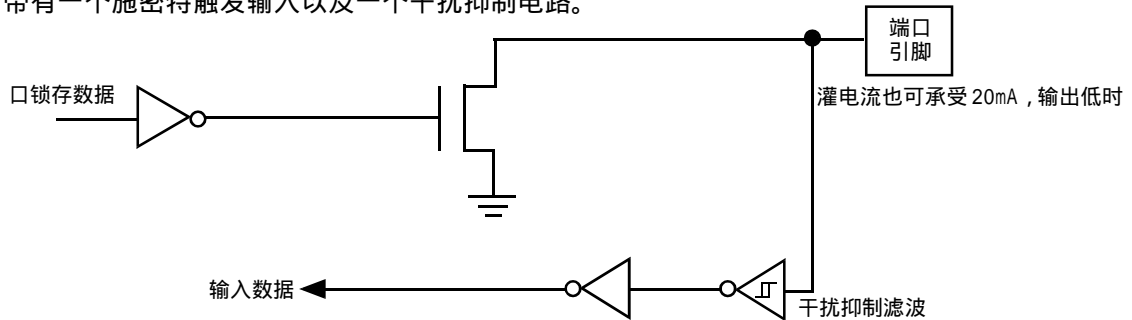 带有一个施密特触发输入以及一个干扰抑制电路。
端口
引脚
口锁存数据
灌电流也可承受20mA,输出低时
输入数据
干扰抑制滤波